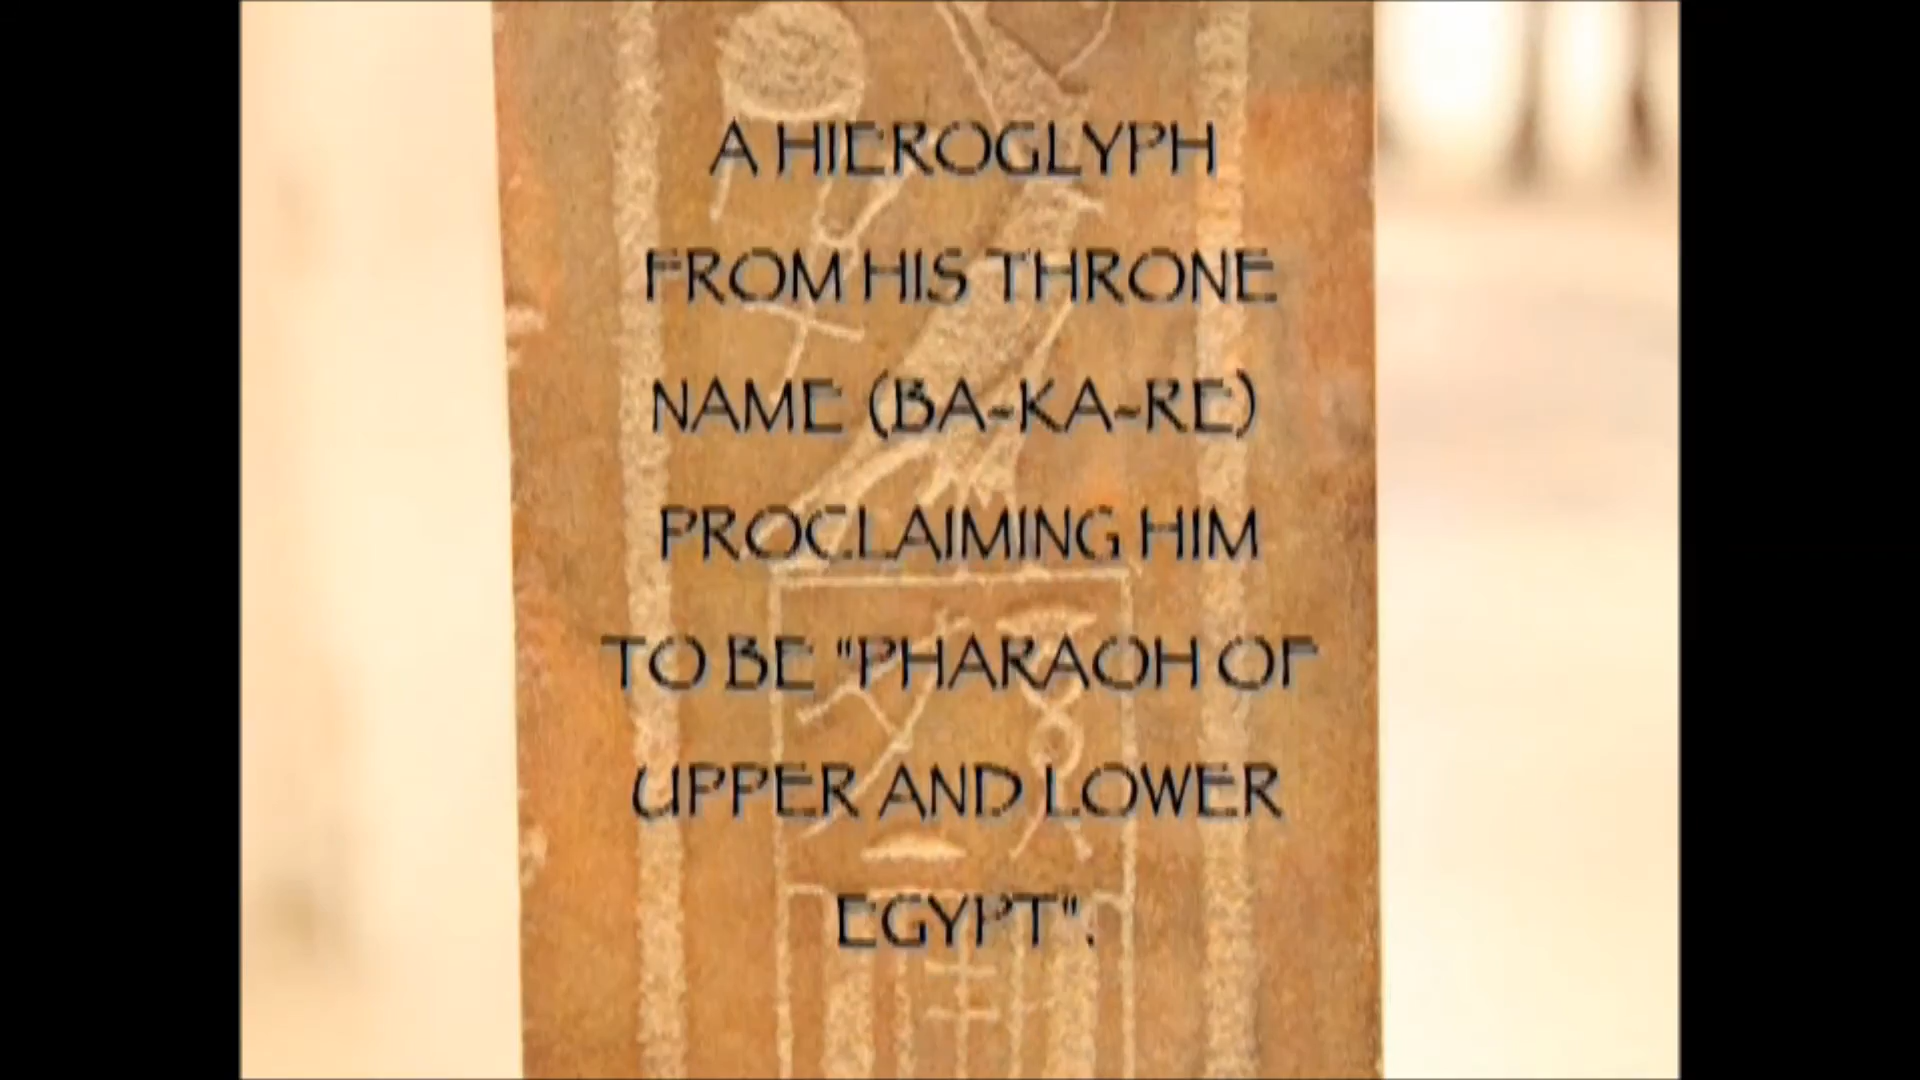 A HIEROGLYPH
FROM HIS THRONE
NAME (BA-KA-RE)
PROCLAIMING HIM
TO BE "PHARAOH OF
UPPER AND LOWER
EGYPT".